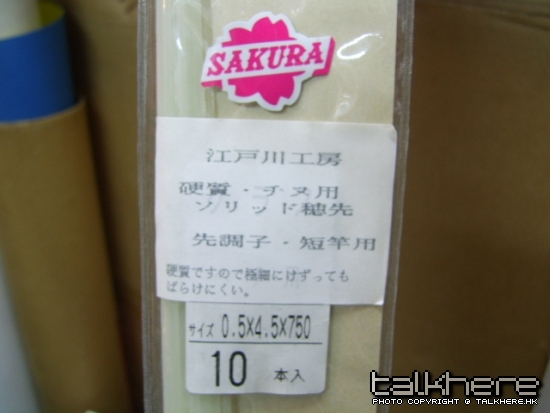 SAKURA
江戸川工房
硬質・チヌ用
ソリッド穂先
先調子・短竿用
硬質ですので極細にけずっても
ばらけにくい。
サイズ 0.5X4.5X750
10 本入
talkhere
PHOTO COPYRIGHT © TALKHERE.HK